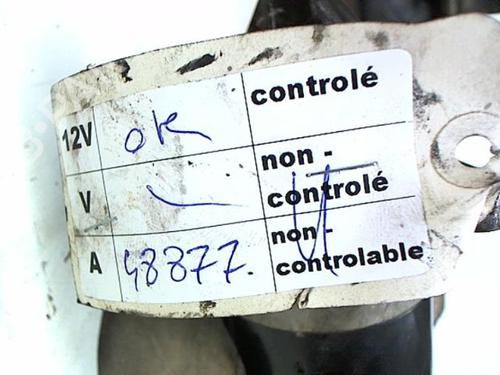 12V ok controlé
V non - controlé
A 48877. non - controlable